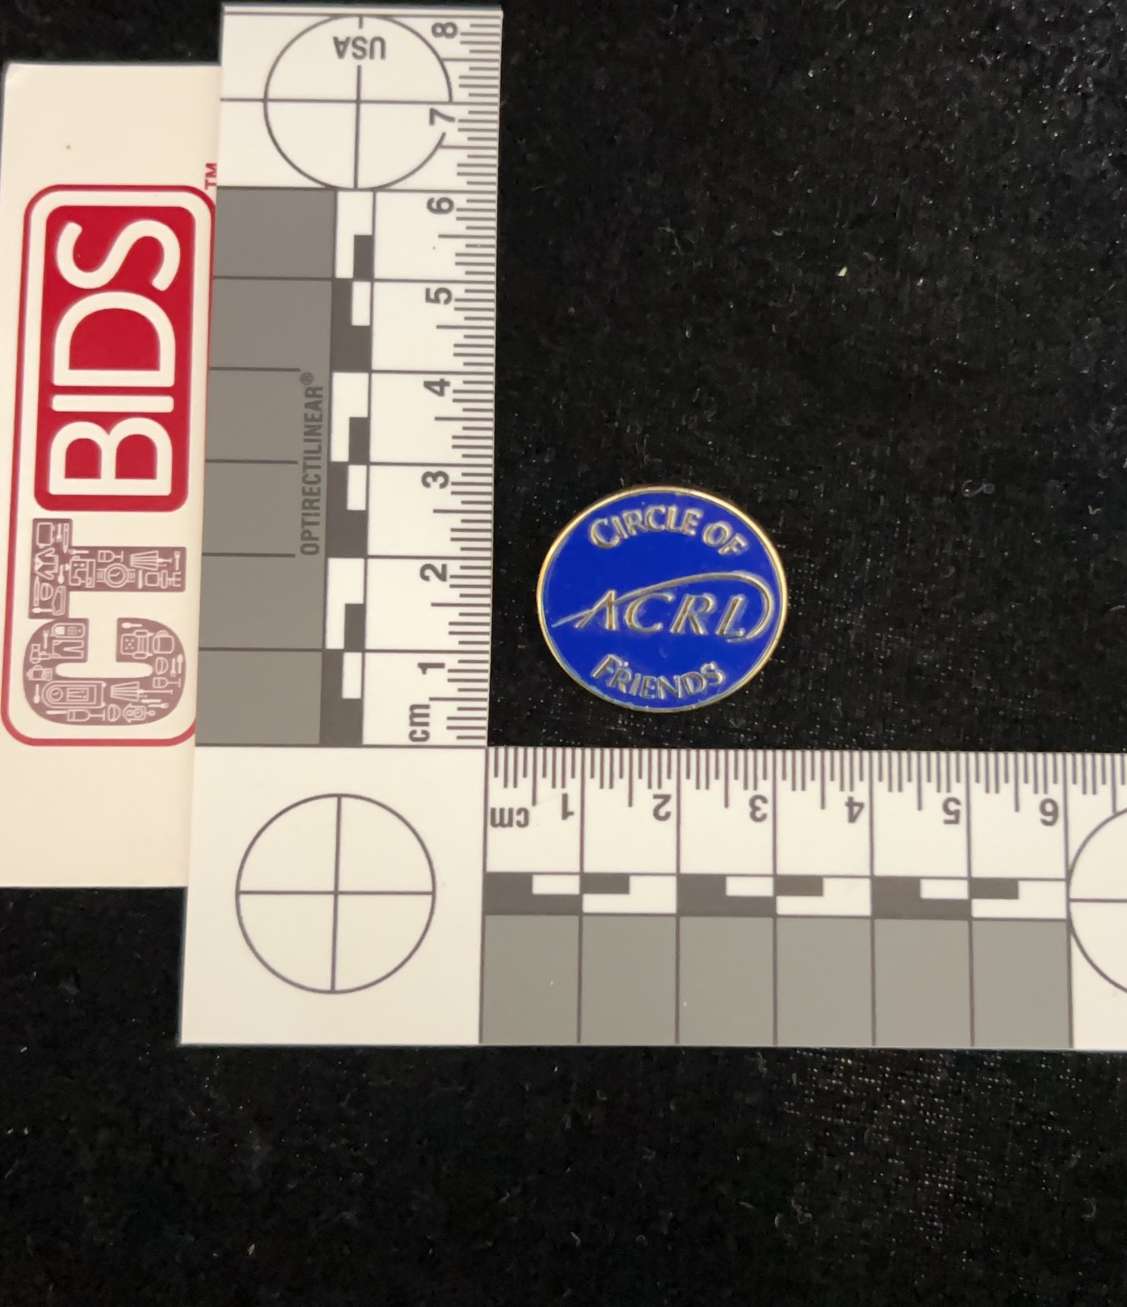 USA
8
7
6
5
4
3
2
1
cm
OPTIRECTILINEAR®
CTBIDS™
CIRCLE OF
ACRL
FRIENDS
cm 1 2 3 4 5 6